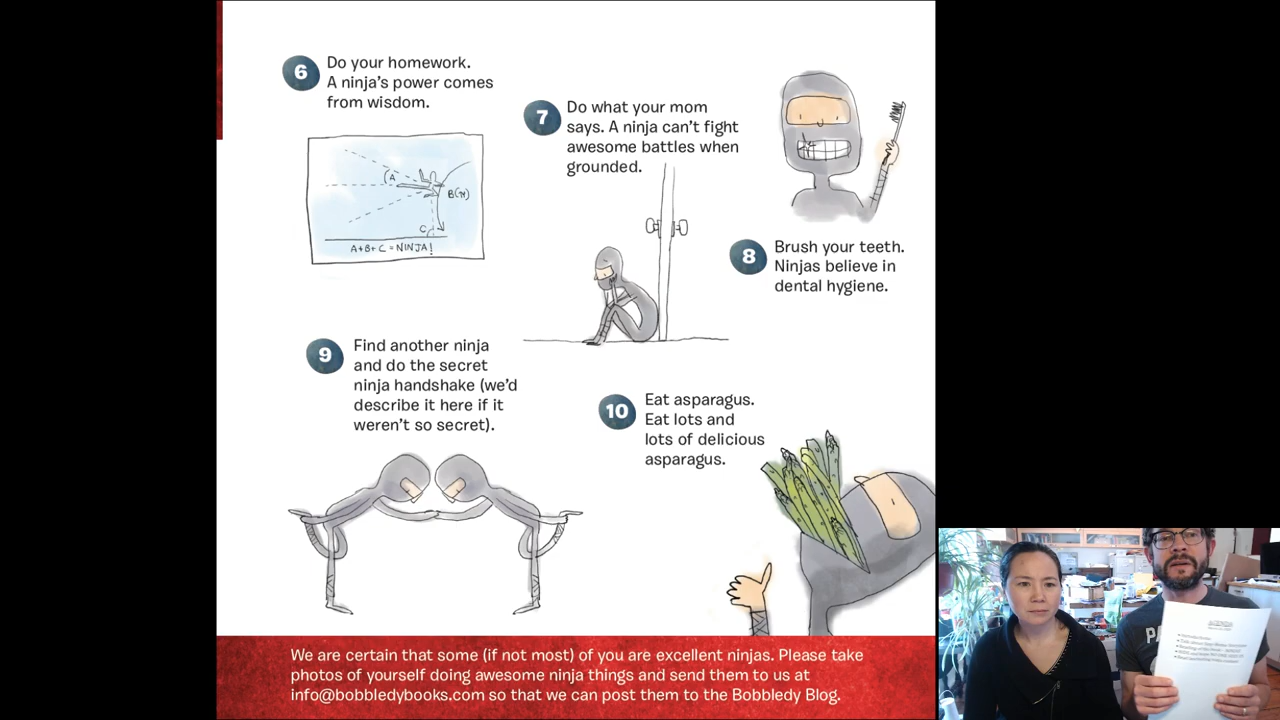 6
Do your homework.
A ninja's power comes
from wisdom.
(A
B(π)
C
A+B+C = NINJA!
7
Do what your mom
says. A ninja can't fight
awesome battles when
grounded.
8
Brush your teeth.
Ninjas believe in
dental hygiene.
9
Find another ninja
and do the secret
ninja handshake (we'd
describe it here if it
weren't so secret).
10
Eat asparagus.
Eat lots and
lots of delicious
asparagus.
We are certain that some (if not most) of you are excellent ninjas. Please take
photos of yourself doing awesome ninja things and send them to us at
info@bobbledybooks.com so that we can post them to the Bobbledy Blog.
AGENDA